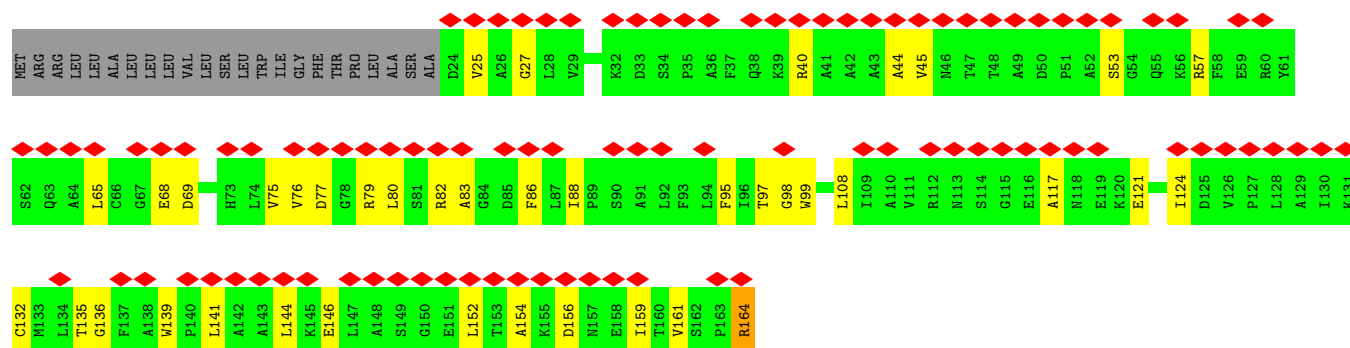 MET ARG ARG LEU LEU ALA LEU LEU LEU VAL LEU SER LEU TRP ILE GLY PHE THR PRO LEU ALA SER ALA D24 V25 A26 G27 L28 V29 K32 D33 S34 P35 A36 F37 Q38 K39 R40 A41 A42 A43 A44 V45 N46 T47 T48 A49 D50 P51 A52 S53 G54 Q55 K56 R57 F58 E59 R60 Y61
S62 Q63 A64 L65 C66 G67 E68 D69 H73 L74 V75 V76 D77 G78 R79 L80 S81 R82 A83 G84 D85 F86 L87 I88 P89 S90 A91 L92 F93 L94 F95 I96 T97 G98 W99 L108 I109 A110 V111 R112 N113 S114 G115 E116 A117 N118 E119 K120 E121 I124 D125 V126 P127 L128 A129 I130 K131
C132 M133 L134 T135 G136 F137 A138 W139 P140 L141 A142 A143 L144 K145 E146 L147 A148 S149 G150 E151 L152 T153 A154 K155 D156 N157 E158 I159 T160 V161 S162 P163 R164